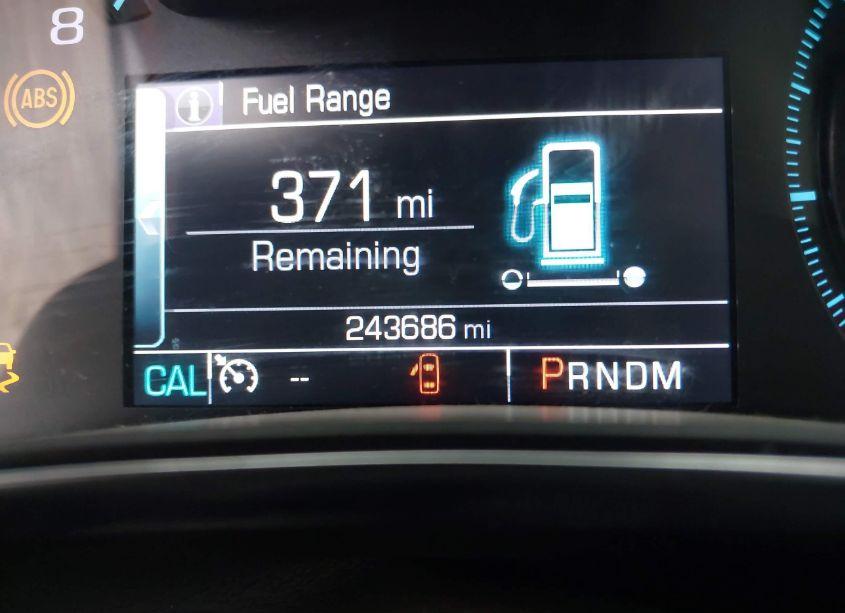 8
ABS
i Fuel Range
371 mi
Remaining
243686 mi
CAL -- PRNDM